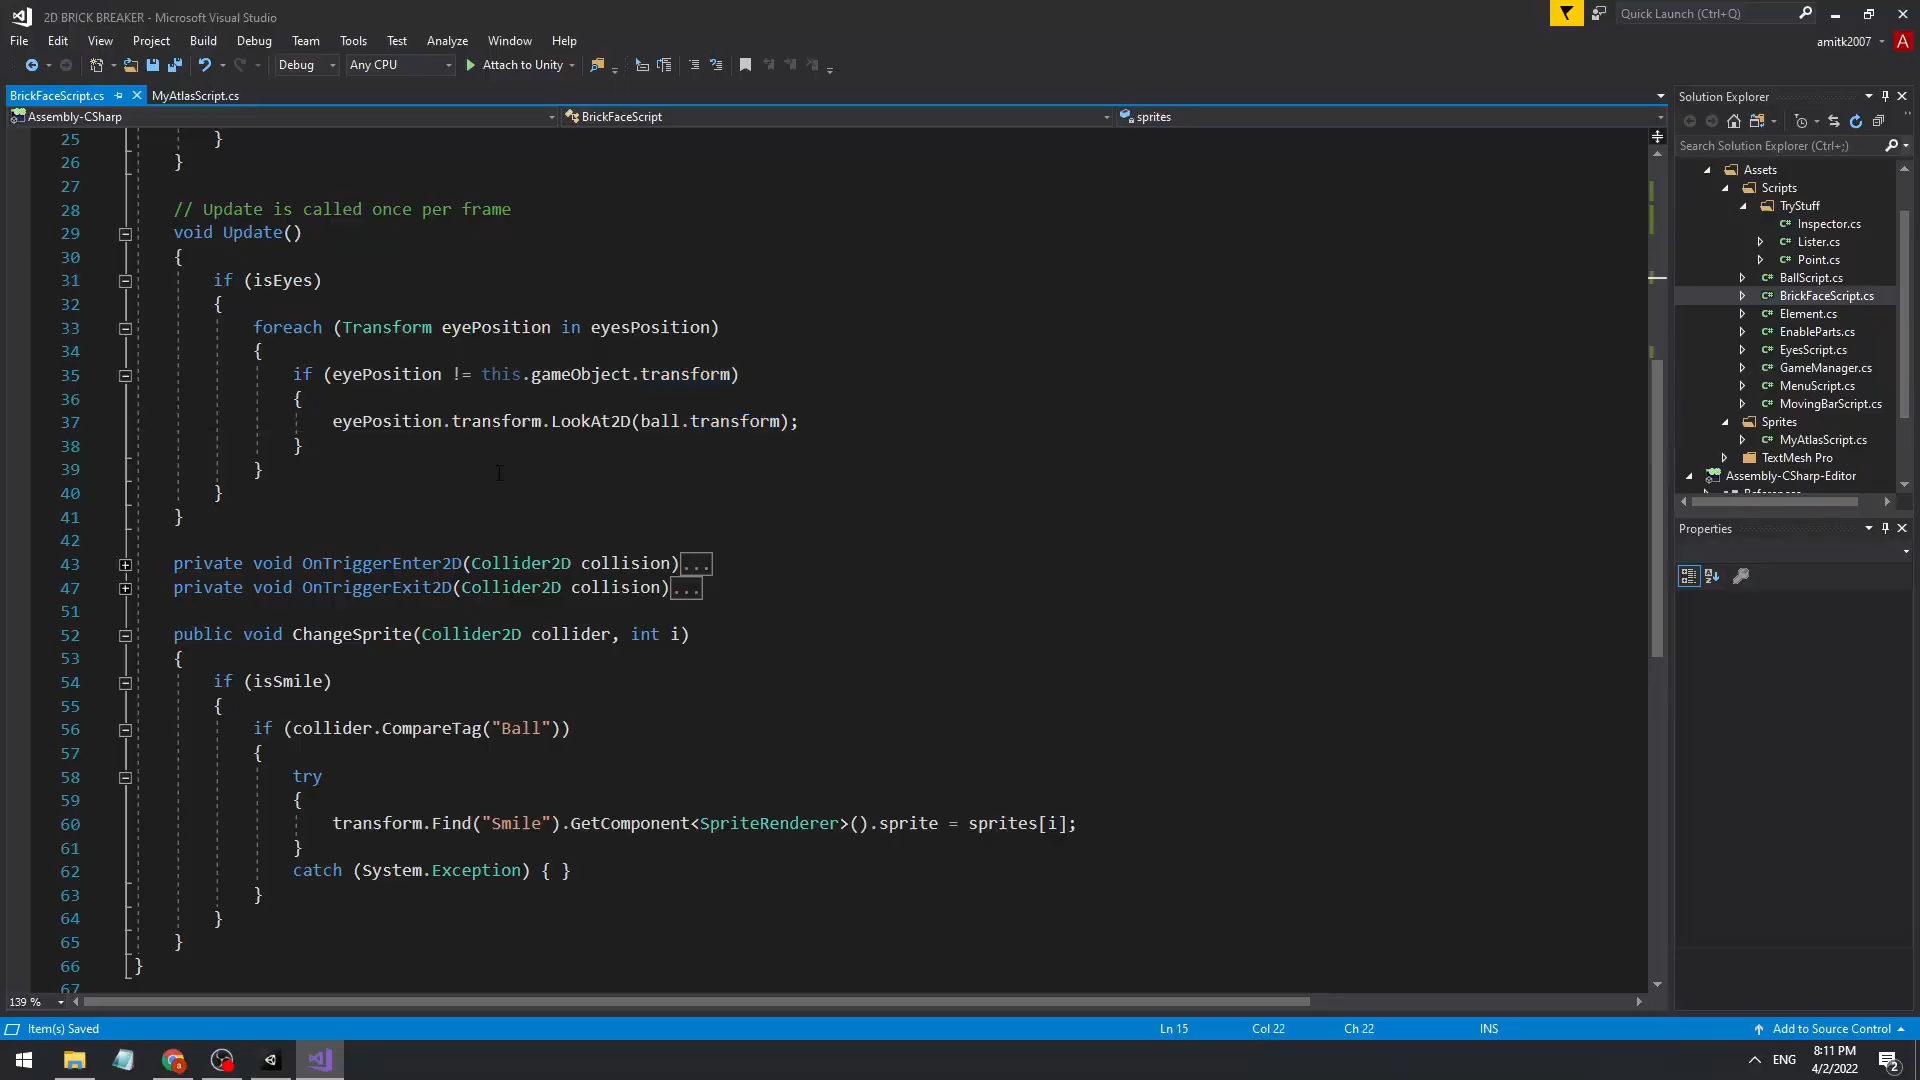 2D BRICK BREAKER - Microsoft Visual Studio
Quick Launch (Ctrl+Q)
File Edit View Project Build Debug Team Tools Test Analyze Window Help
amitk2007
A
Debug
Any CPU
Attach to Unity
BrickFaceScript.cs
MyAtlasScript.cs
Assembly-CSharp
BrickFaceScript
sprites
25 }
26 }
27
28 // Update is called once per frame
29 void Update()
30 {
31 if (isEyes)
32 {
33 foreach (Transform eyePosition in eyesPosition)
34 {
35 if (eyePosition != this.gameObject.transform)
36 {
37 eyePosition.transform.LookAt2D(ball.transform);
38 }
39 }
40 }
41 }
42
43 private void OnTriggerEnter2D(Collider2D collision)...
47 private void OnTriggerExit2D(Collider2D collision)...
51
52 public void ChangeSprite(Collider2D collider, int i)
53 {
54 if (isSmile)
55 {
56 if (collider.CompareTag("Ball"))
57 {
58 try
59 {
60 transform.Find("Smile").GetComponent<SpriteRenderer>().sprite = sprites[i];
61 }
62 catch (System.Exception) { }
63 }
64 }
65 }
66 }
67
139 %
Solution Explorer
Search Solution Explorer (Ctrl+;)
Assets
Scripts
TryStuff
C# Inspector.cs
C# Lister.cs
C# Point.cs
C# BallScript.cs
C# BrickFaceScript.cs
C# Element.cs
C# EnableParts.cs
C# EyesScript.cs
C# GameManager.cs
C# MenuScript.cs
C# MovingBarScript.cs
Sprites
C# MyAtlasScript.cs
TextMesh Pro
Assembly-CSharp-Editor
Properties
Item(s) Saved
Ln 15
Col 22
Ch 22
INS
Add to Source Control
ENG
8:11 PM
4/2/2022
2